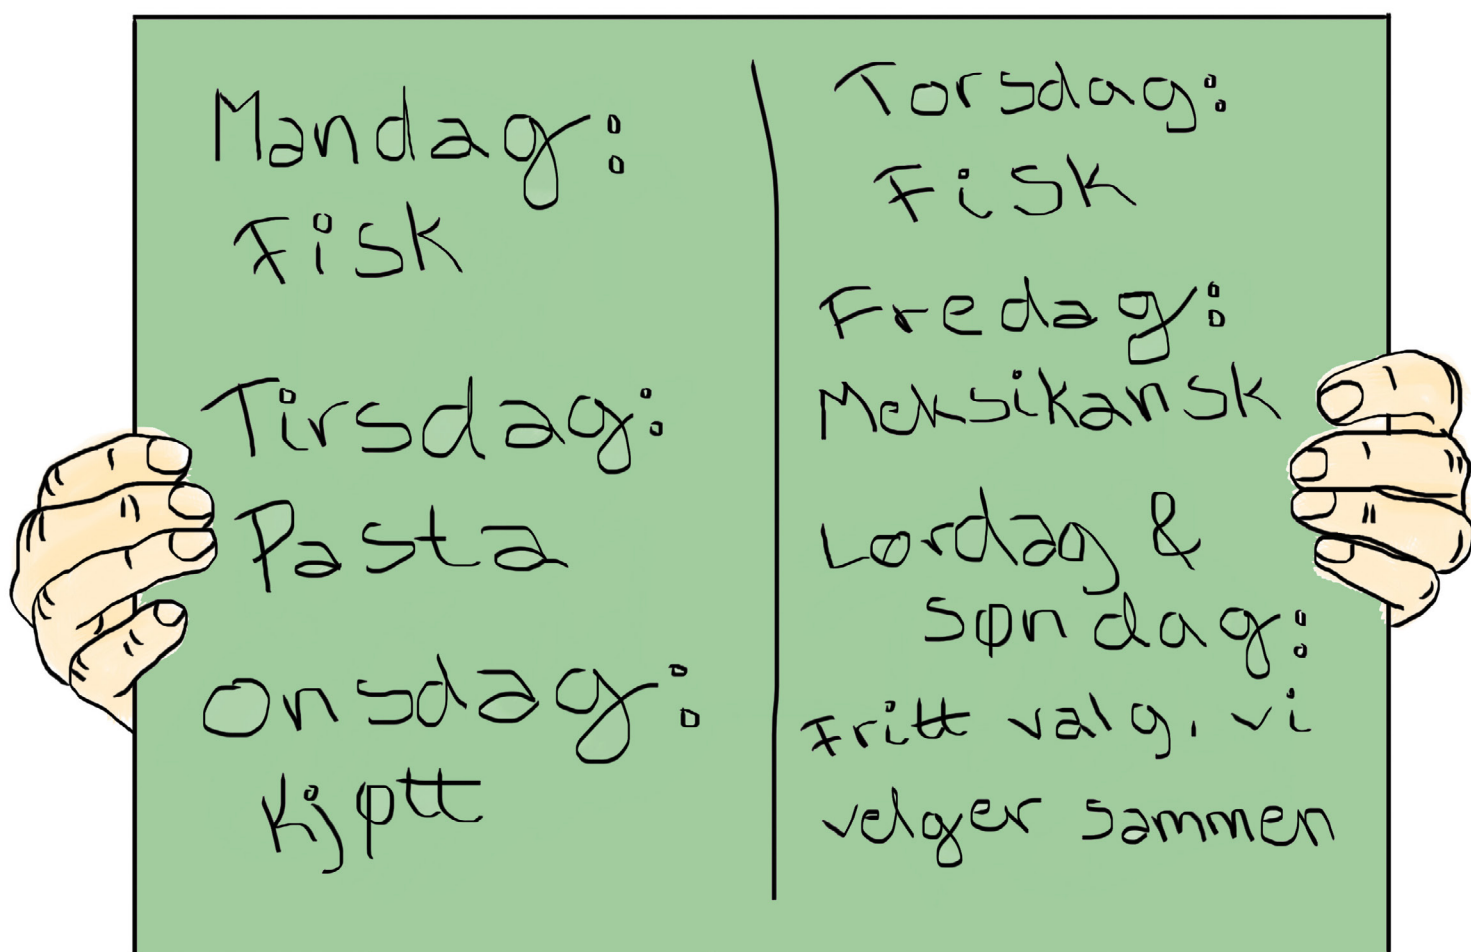 Mandag:
Fisk
Tirsdag:
Pasta
Onsdag:
Kjøtt
Torsdag:
Fisk
Fredag:
Meksikansk
Lørdag &
søndag:
Fritt valg, vi
velger sammen